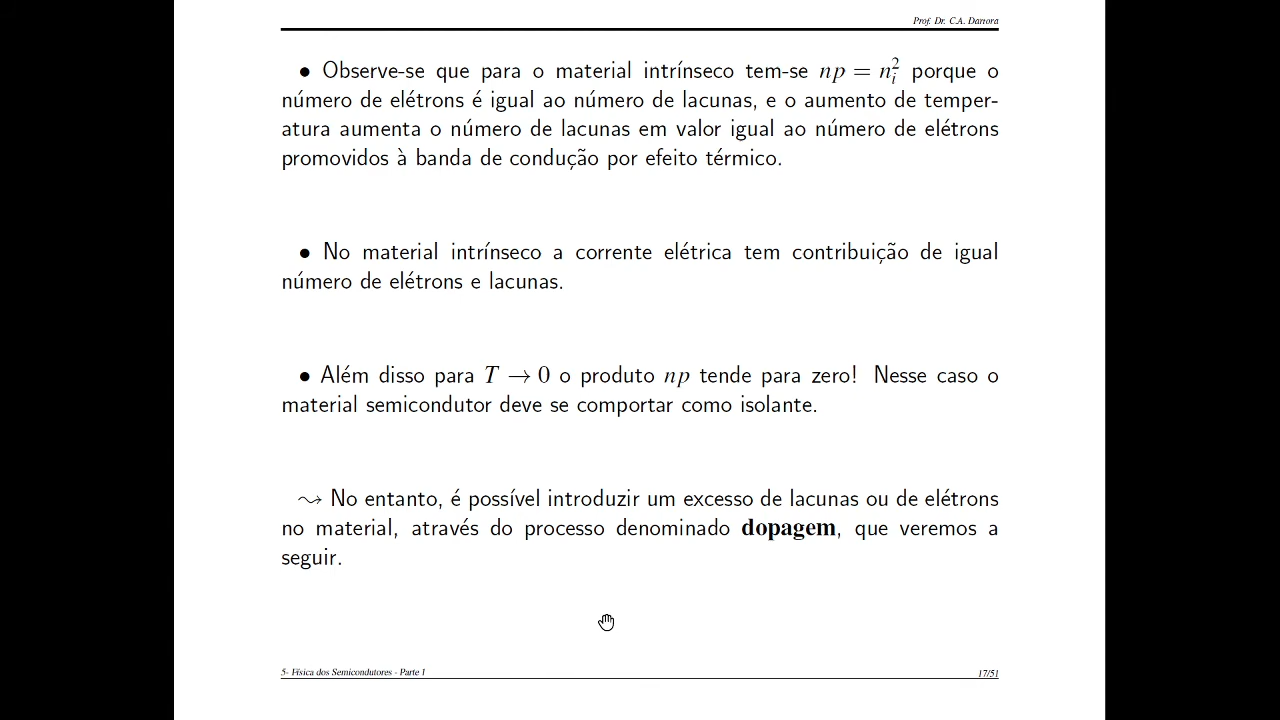 Prof. Dr. C.A. Dartora
• Observe-se que para o material intrínseco tem-se np = n_i^2 porque o
número de elétrons é igual ao número de lacunas, e o aumento de temper-
atura aumenta o número de lacunas em valor igual ao número de elétrons
promovidos à banda de condução por efeito térmico.
• No material intrínseco a corrente elétrica tem contribuição de igual
número de elétrons e lacunas.
• Além disso para T → 0 o produto np tende para zero! Nesse caso o
material semicondutor deve se comportar como isolante.
⇝ No entanto, é possível introduzir um excesso de lacunas ou de elétrons
no material, através do processo denominado dopagem, que veremos a
seguir.
5- Física dos Semicondutores - Parte 1
17/51